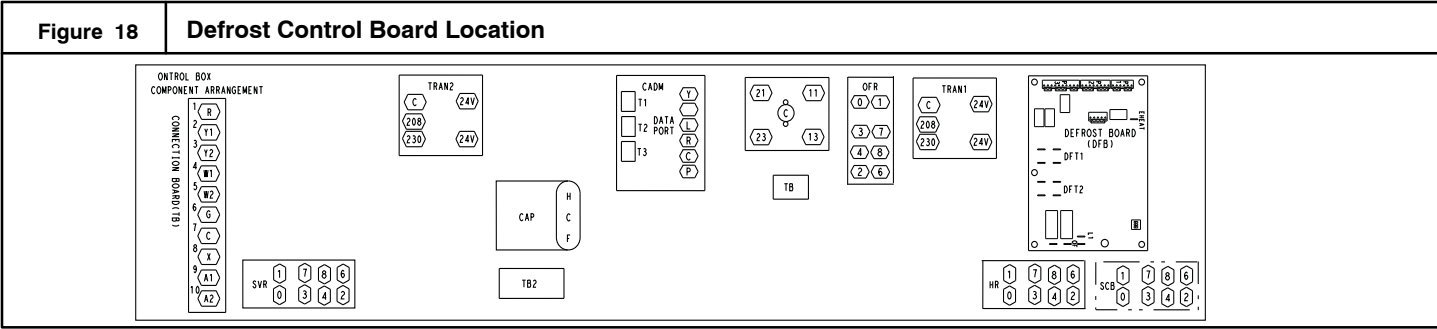 Figure 18
Defrost Control Board Location
ONTROL BOX
COMPONENT ARRANGEMENT
CONNECTION BOARD(TB)
1 R
2 Y1
3 Y2
4 W1
5 W2
6 G
7 C
8 X
9 A1
10 A2
SVR
1 7 8 6
0 3 4 2
TRAN2
C 24V
208
230 24V
CAP
H
C
F
TB2
CADM
T1
T2
T3
DATA
PORT
Y
L
R
C
P
21 11
C
23 13
TB
OFR
0 1
3 7
4 8
2 6
TRAN1
C 24V
208
230 24V
EHEAT
DEFROST BOARD
(DFB)
DFT1
DFT2
HR
1 7 8 6
0 3 4 2
SCB
1 7 8 6
0 3 4 2